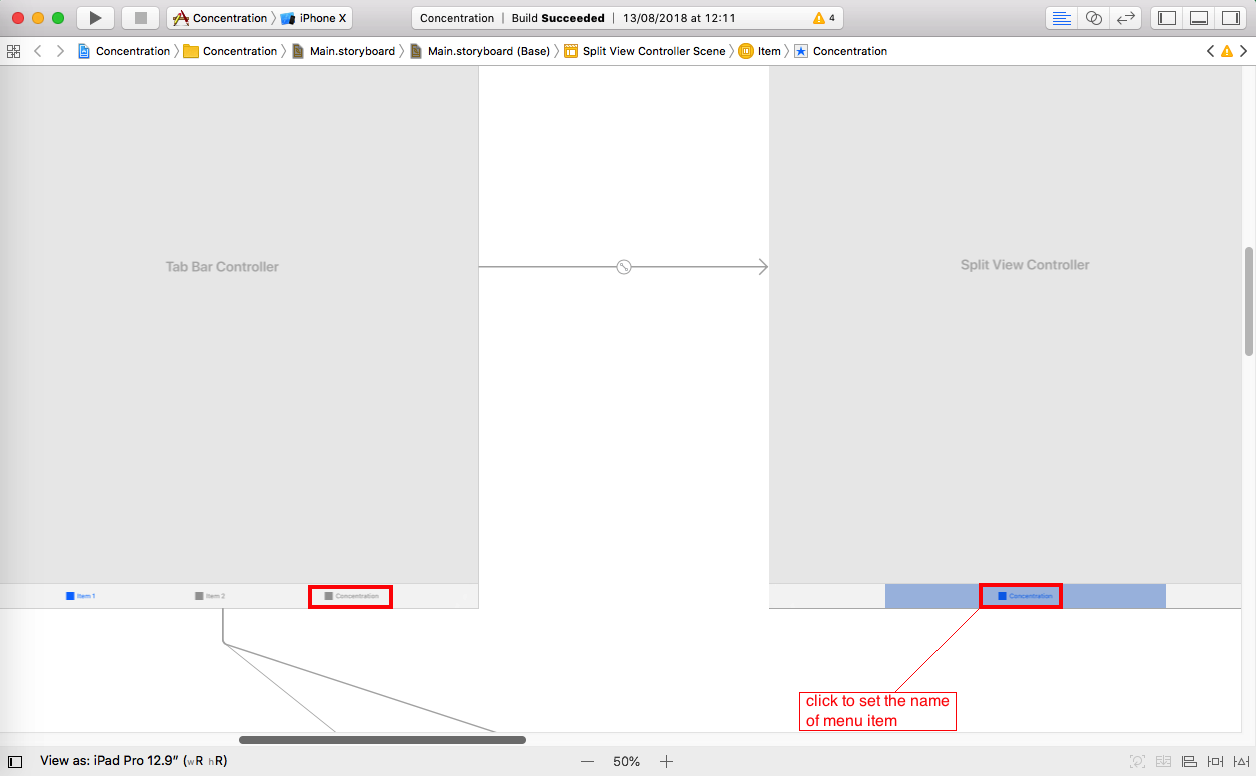 Concentration iPhone X
Concentration | Build Succeeded | 13/08/2018 at 12:11 4
Concentration Concentration Main.storyboard Main.storyboard (Base) Split View Controller Scene Item Concentration
Tab Bar Controller
Split View Controller
Item 1 Item 2 Concentration
Concentration
click to set the name
of menu item
View as: iPad Pro 12.9” (wR hR)
50%